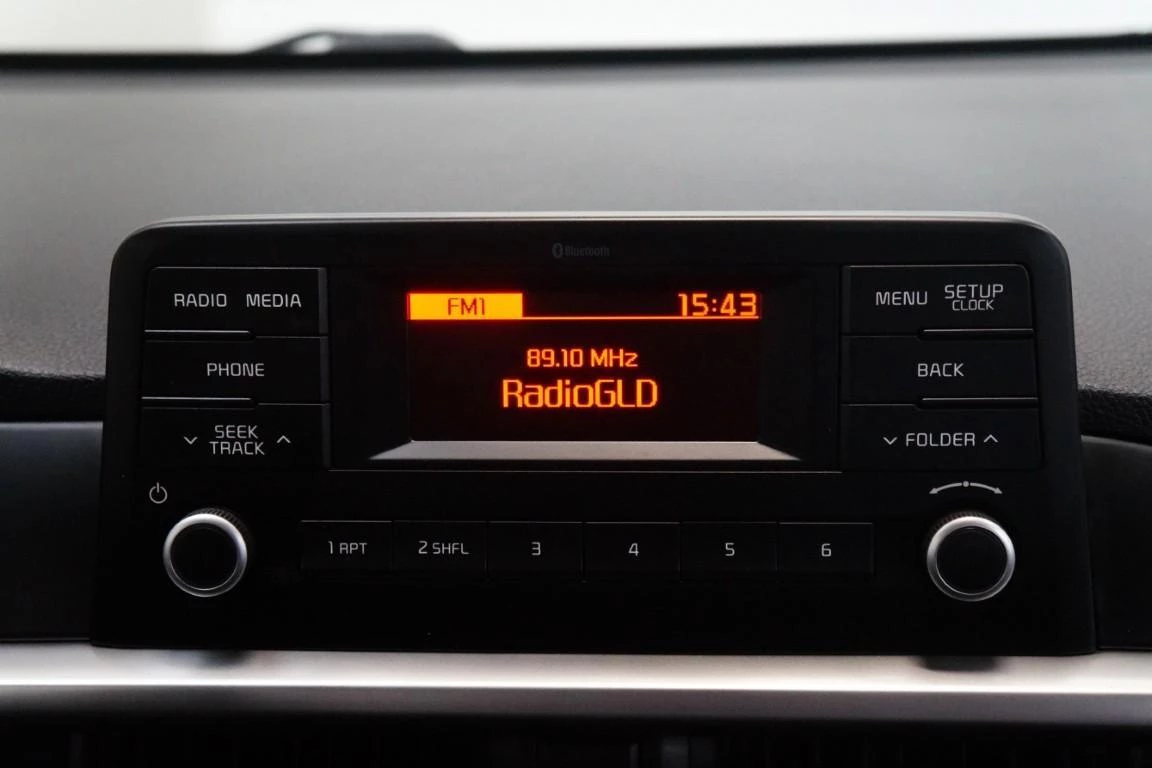 Bluetooth
RADIO MEDIA
PHONE
SEEK
TRACK
FM1 15:43
89.10 MHz
RadioGLD
MENU SETUP
CLOCK
BACK
FOLDER
1 RPT 2 SHFL 3 4 5 6